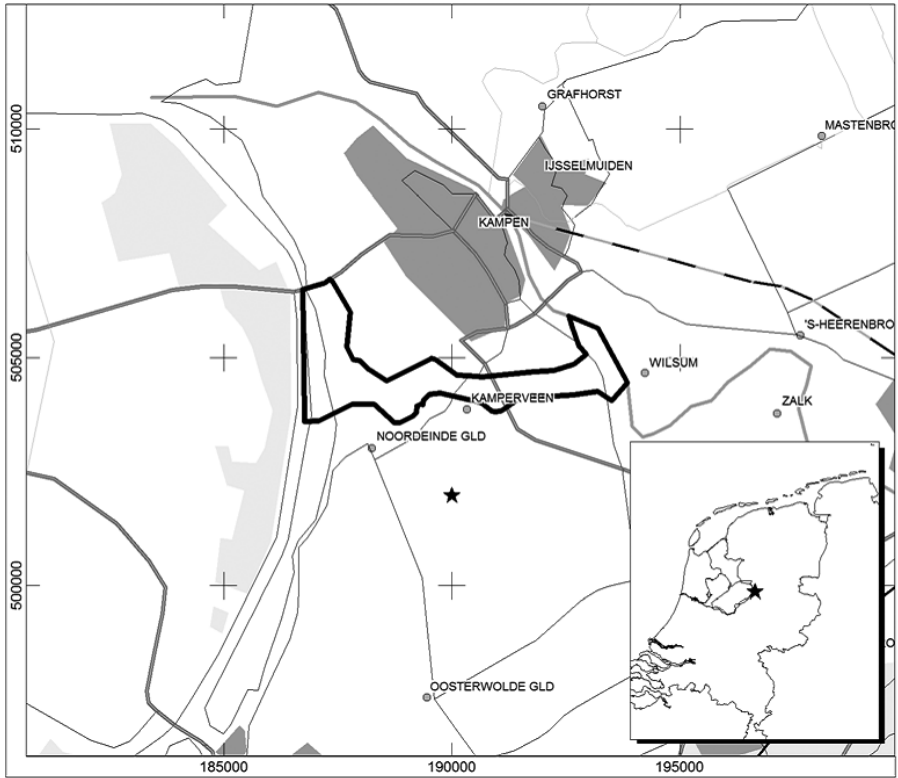 GRAFHORST
510000
MASTENBRO
IJSSELMUIDEN
KAMPEN
'S-HEERENBRO
505000
WILSUM
KAMPERVEEN
ZALK
NOORDEINDE GLD
500000
OOSTERWOLDE GLD
185000
190000
195000